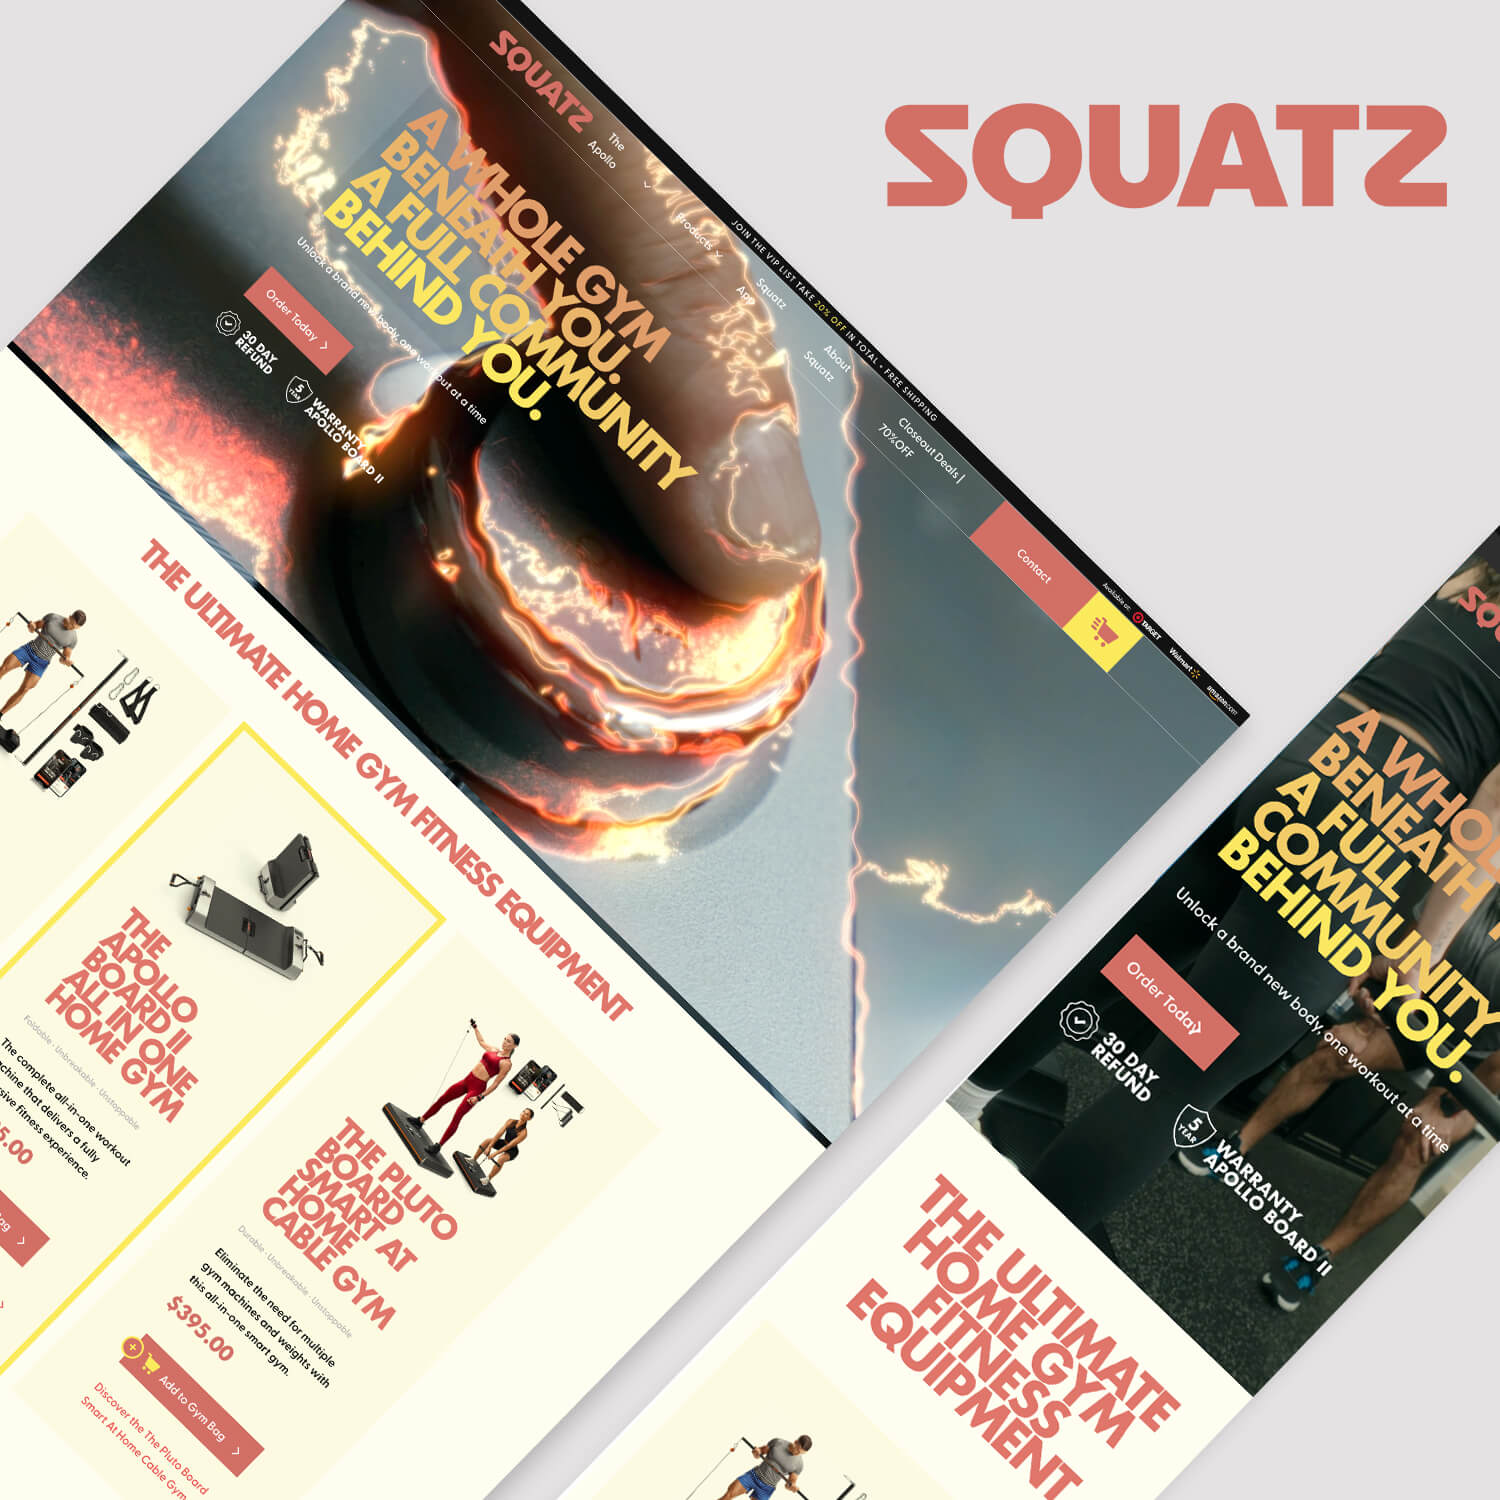 SQUATZ
JOIN THE VIP LIST TAKE 20% OFF IN TOTAL + FREE SHIPPING
Available at:
TARGET
Walmart
amazon.com
SQUATZ
The
Apollo
Products
Squatz
App
About
Squatz
Closeout Deals |
70%OFF
Contact
A WHOLE GYM
BENEATH YOU.
A FULL COMMUNITY
BEHIND YOU.
Unlock a brand new body, one workout at a time
Order Today
30 DAY
REFUND
5
YEAR
WARRANTY
APOLLO BOARD II
THE ULTIMATE HOME GYM FITNESS EQUIPMENT
THE
APOLLO
BOARD II
ALL IN ONE
HOME GYM
Foldable · Unbreakable · Unstoppable
The complete all-in-one workout
that delivers a fully
fitness experience.
5.00
THE PLUTO
BOARD
SMART AT
HOME
CABLE GYM
Durable · Unbreakable · Unstoppable
Eliminate the need for multiple
gym machines and weights with
this all-in-one smart gym.
$395.00
Add to Gym Bag
Discover the The Pluto Board
Smart At Home Cable Gym
SQ
A WHOL
BENEATH Y
A FULL
COMMUNITY
BEHIND YOU.
Unlock a brand new body, one workout at a time
Order Today
30 DAY
REFUND
5
YEAR
WARRANTY
APOLLO BOARD II
THE ULTIMATE
HOME GYM
FITNESS
EQUIPMENT